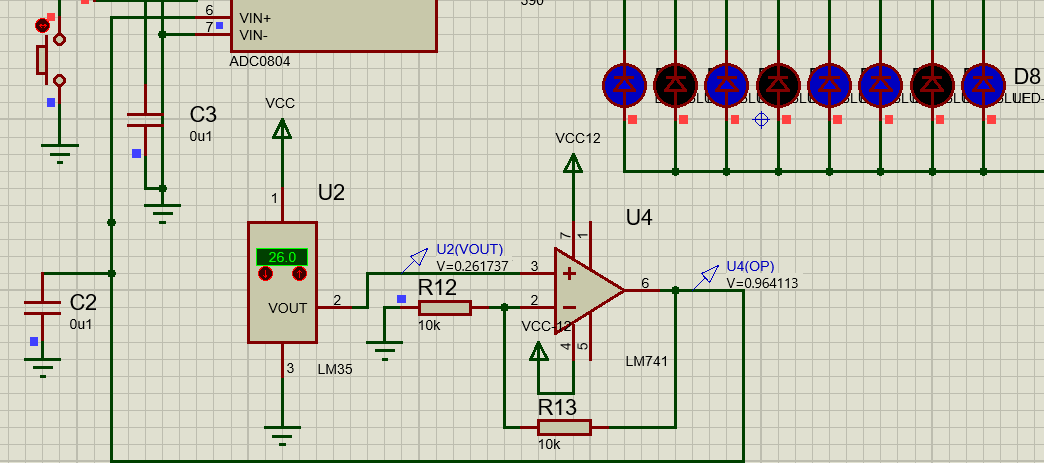 390
6
VIN+
7
VIN-
ADC0804
D8
C3
0u1
VCC
VCC12
1
U2
U4
7
1
26.0
U2(VOUT)
V=0.261737
3
U4(OP)
V=0.964113
6
2
R12
2
VOUT
10k
C2
0u1
VCC-12
4
5
3
LM35
LM741
R13
10k